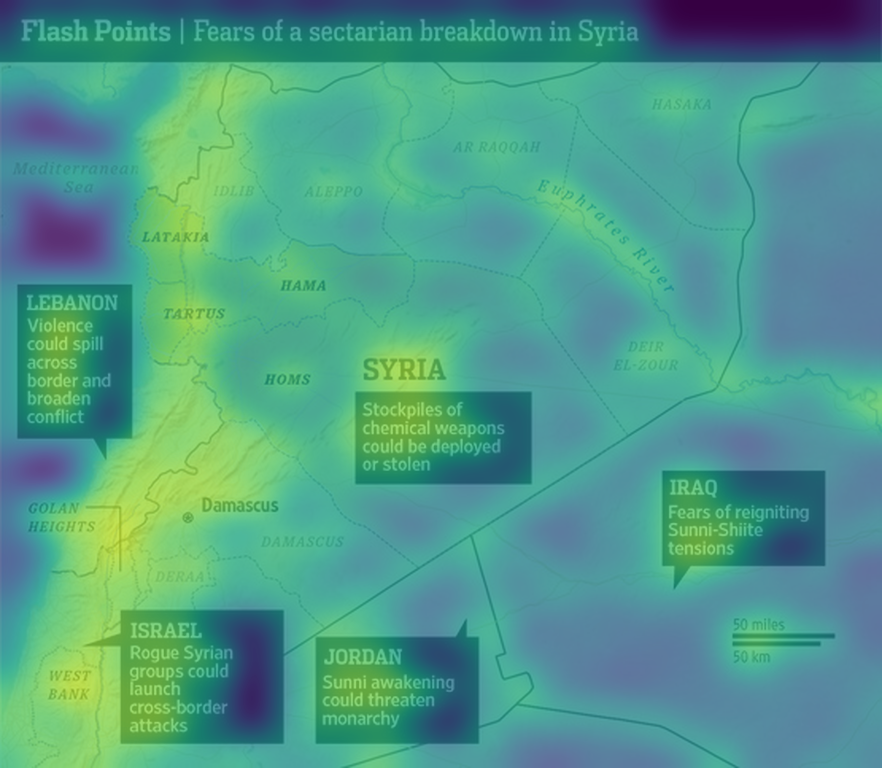 Flash Points | Fears of a sectarian breakdown in Syria
HASAKA
AR RAQQAH
Mediterranean
Sea
IDLIB
ALEPPO
Euphrates River
LATAKIA
HAMA
TARTUS
LEBANON
Violence
could spill
across
border and
broaden
conflict
DEIR
EL-ZOUR
SYRIA
HOMS
Stockpiles of
chemical weapons
could be deployed
or stolen
IRAQ
Fears of reigniting
Sunni-Shiite
tensions
GOLAN
HEIGHTS
Damascus
DAMASCUS
DERAA
ISRAEL
Rogue Syrian
groups could
launch
cross-border
attacks
50 miles
50 km
JORDAN
Sunni awakening
could threaten
monarchy
WEST
BANK